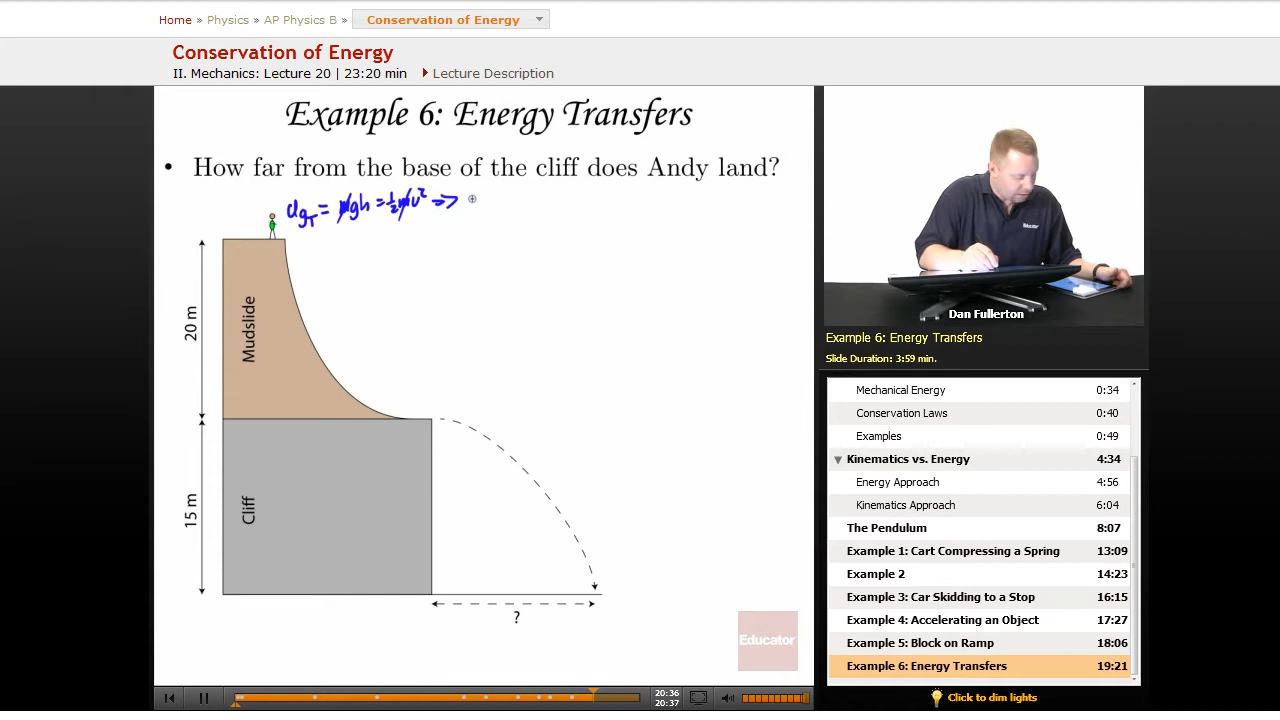 Home » Physics » AP Physics B » Conservation of Energy
Conservation of Energy
II. Mechanics: Lecture 20 | 23:20 min Lecture Description
Example 6: Energy Transfers
• How far from the base of the cliff does Andy land?
U_gT = mgh = ½mv² =>
20 m
Mudslide
15 m
Cliff
?
Educator
Educator
Dan Fullerton
Example 6: Energy Transfers
Slide Duration: 3:59 min.
Mechanical Energy 0:34
Conservation Laws 0:40
Examples 0:49
Kinematics vs. Energy 4:34
Energy Approach 4:56
Kinematics Approach 6:04
The Pendulum 8:07
Example 1: Cart Compressing a Spring 13:09
Example 2 14:23
Example 3: Car Skidding to a Stop 16:15
Example 4: Accelerating an Object 17:27
Example 5: Block on Ramp 18:06
Example 6: Energy Transfers 19:21
20:36
20:37
Click to dim lights